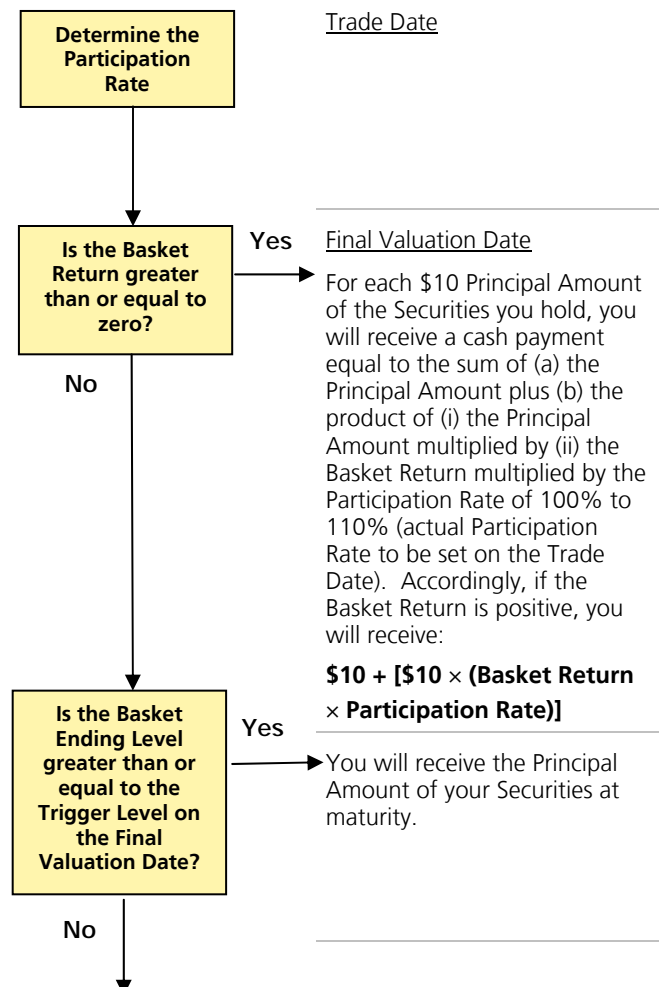 Determine the
Participation
Rate
Trade Date
Is the Basket
Return greater
than or equal to
zero?
Yes
No
Final Valuation Date
For each $10 Principal Amount
of the Securities you hold, you
will receive a cash payment
equal to the sum of (a) the
Principal Amount plus (b) the
product of (i) the Principal
Amount multiplied by (ii) the
Basket Return multiplied by the
Participation Rate of 100% to
110% (actual Participation
Rate to be set on the Trade
Date). Accordingly, if the
Basket Return is positive, you
will receive:
$10 + [$10 × (Basket Return
× Participation Rate)]
Is the Basket
Ending Level
greater than or
equal to the
Trigger Level on
the Final
Valuation Date?
Yes
No
You will receive the Principal
Amount of your Securities at
maturity.